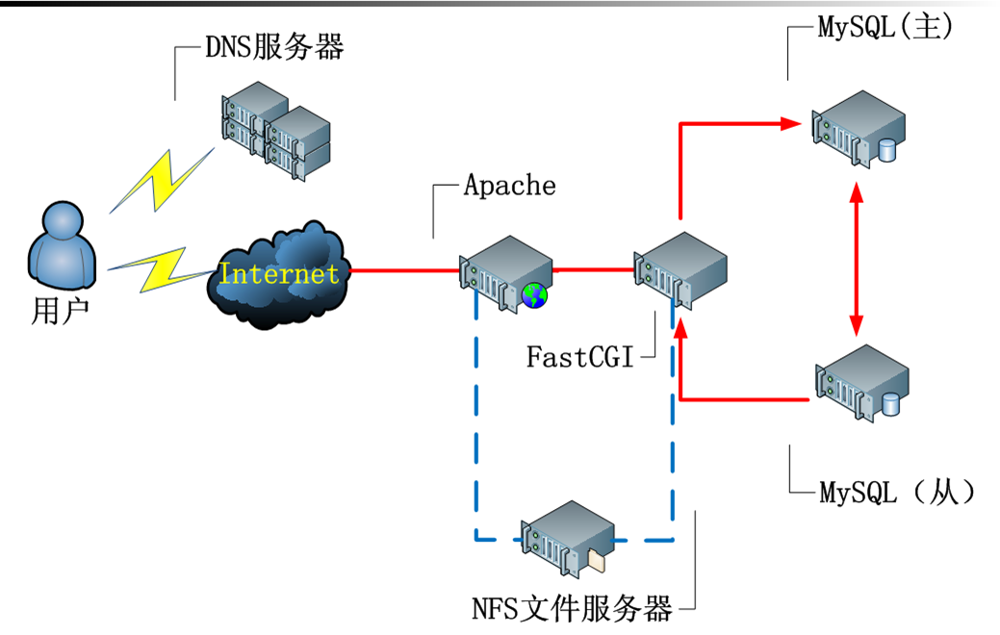 DNS服务器
MySQL(主)
Apache
Internet
用户
FastCGI
MySQL（从）
NFS文件服务器